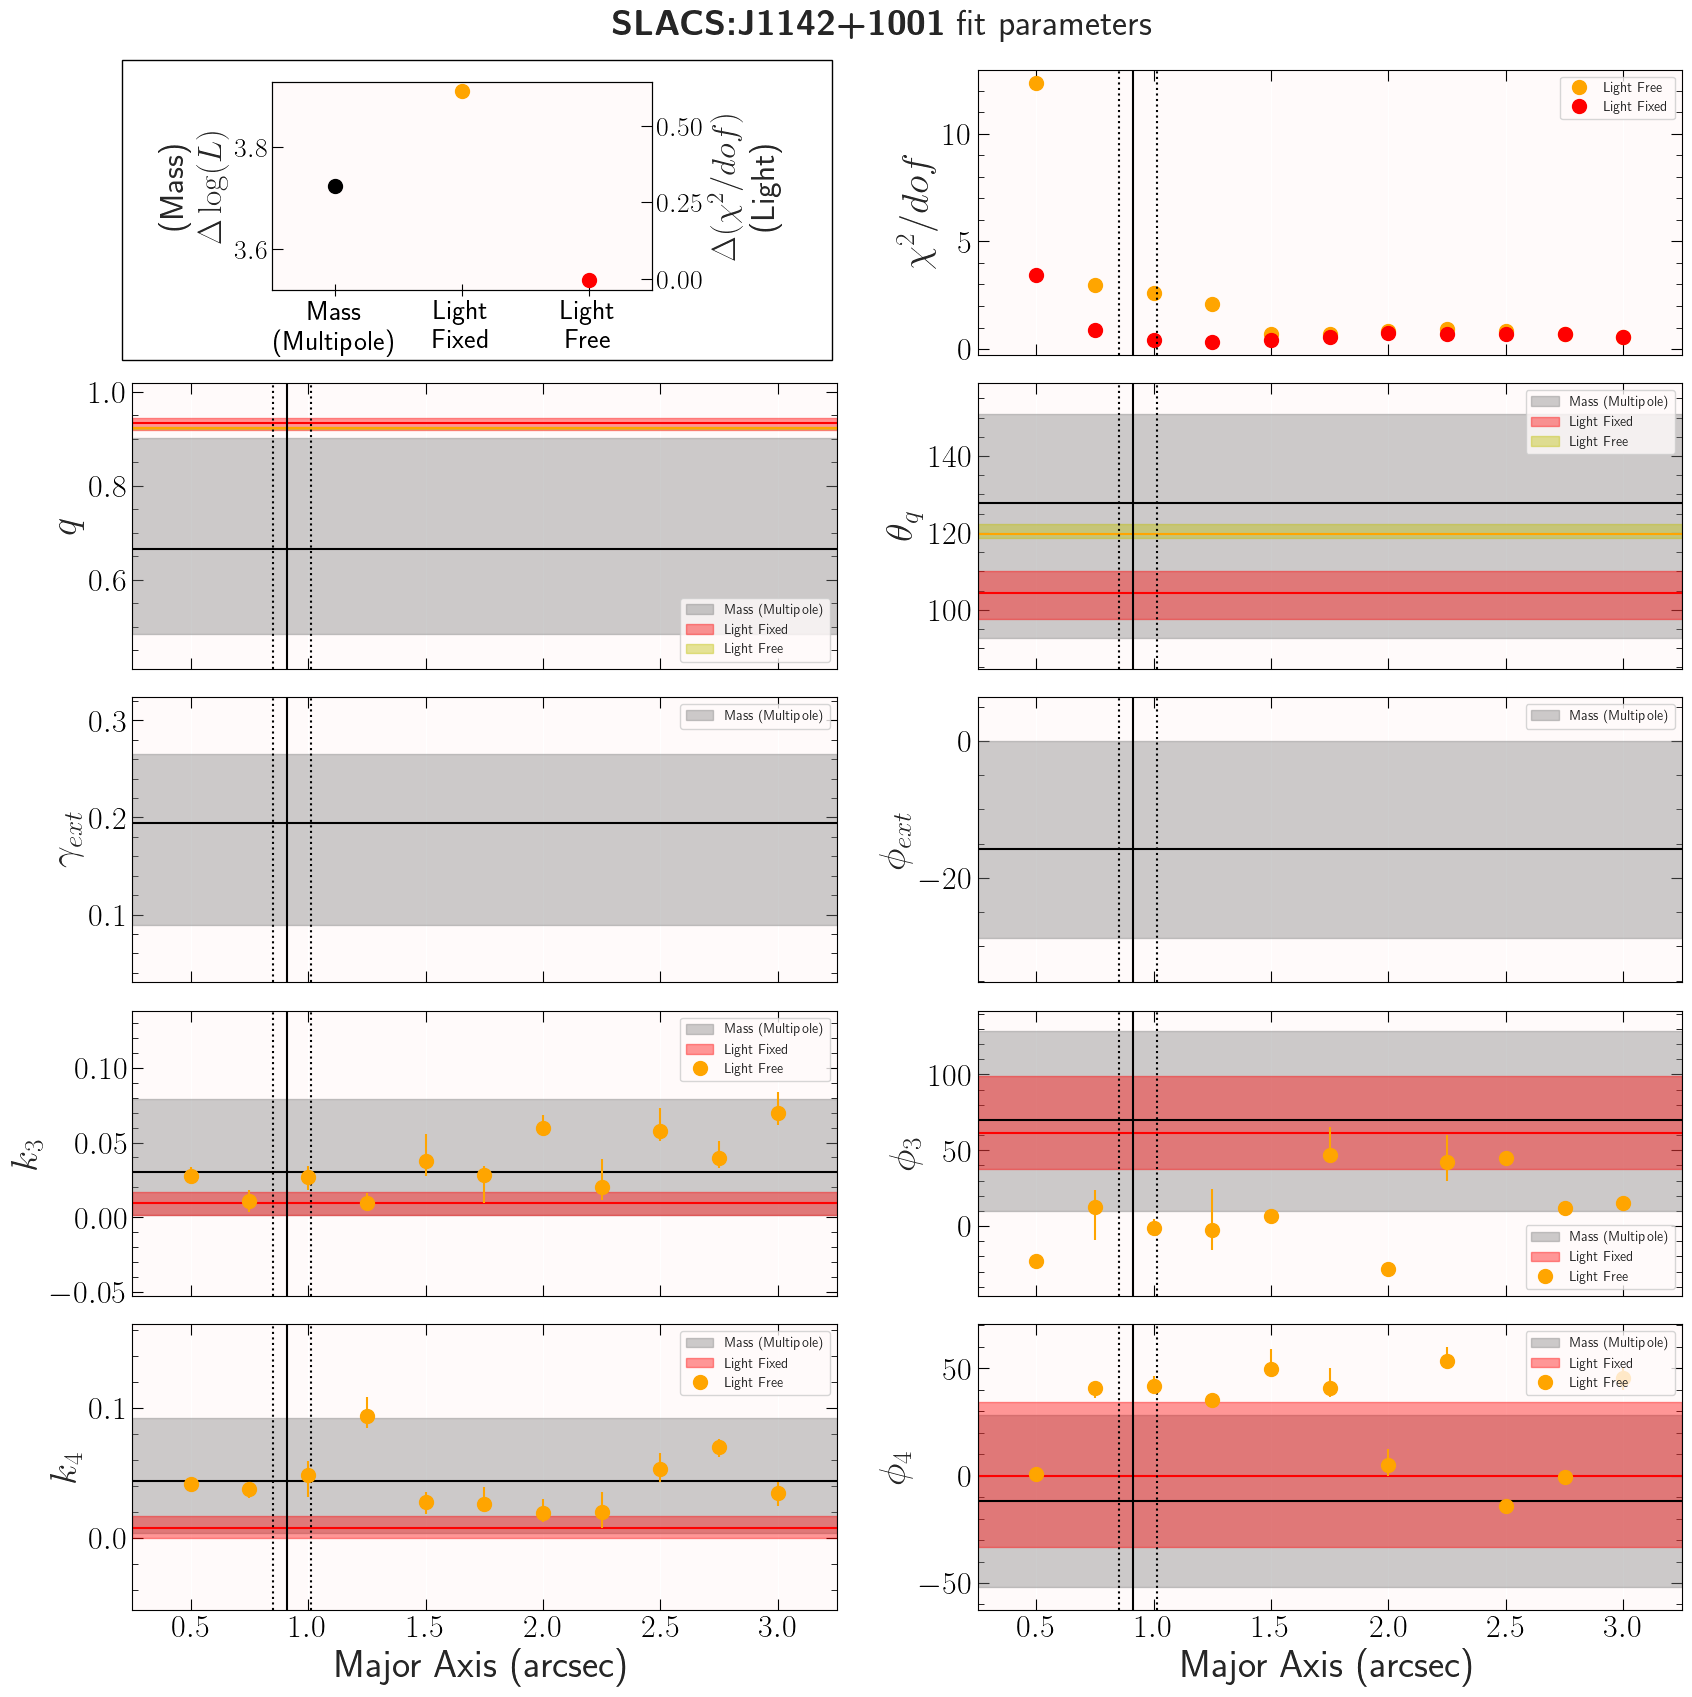 SLACS:J1142+1001 fit parameters
(Mass)
Δ log(L)
3.8
3.6
0.50
0.25
0.00
Δ(χ²/dof)
(Light)
Mass
(Multipole)
Light
Fixed
Light
Free
χ²/dof
10
5
0
Light Free
Light Fixed
q
1.0
0.8
0.6
Mass (Multipole)
Light Fixed
Light Free
θ_q
140
120
100
Mass (Multipole)
Light Fixed
Light Free
γ_ext
0.3
0.2
0.1
Mass (Multipole)
ϕ_ext
0
−20
Mass (Multipole)
k₃
0.10
0.05
0.00
−0.05
Mass (Multipole)
Light Fixed
Light Free
ϕ₃
100
50
0
Mass (Multipole)
Light Fixed
Light Free
k₄
0.1
0.0
Mass (Multipole)
Light Fixed
Light Free
0.5 1.0 1.5 2.0 2.5 3.0
Major Axis (arcsec)
ϕ₄
50
0
−50
Mass (Multipole)
Light Fixed
Light Free
0.5 1.0 1.5 2.0 2.5 3.0
Major Axis (arcsec)